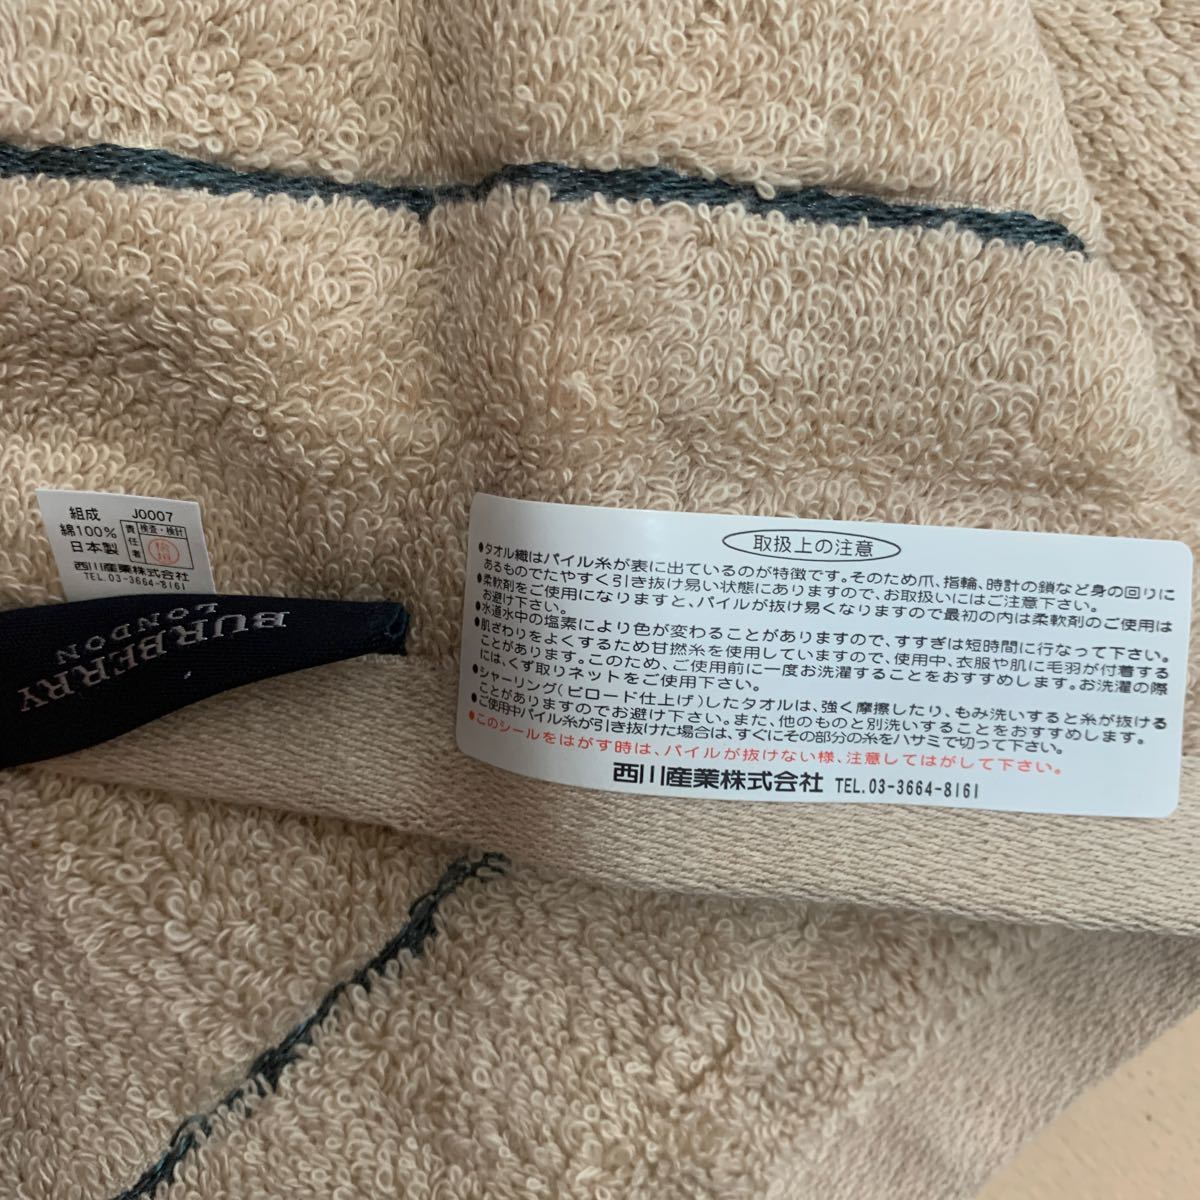 組成 J0007
綿100% 責任者 検査・検計
日本製
西川産業株式会社
TEL.03-3664-8161
BURBERRY
LONDON
取扱上の注意
●タオル織はパイル糸が表に出ているのが特徴です。そのため爪、指輪、時計の鎖など身の回りに
あるものでたやすく引き抜け易い状態にありますので、お取扱いにはご注意下さい。
●柔軟剤をご使用になりますと、パイルが抜け易くなりますので最初の内は柔軟剤のご使用は
お避け下さい。
●水道水中の塩素により色が変わることがありますので、すすぎは短時間に行なって下さい。
●肌ざわりをよくするため甘撚糸を使用していますので、使用中、衣服や肌に毛羽が付着する
ことがあります。このため、ご使用前に一度お洗濯することをおすすめします。お洗濯の際
には、くず取りネットをご使用下さい。
●シャーリング(ビロード仕上げ)したタオルは、強く摩擦したり、もみ洗いすると糸が抜ける
ことがありますのでお避け下さい。また、他のものと別洗いすることをおすすめします。
●ご使用中パイル糸が引き抜けた場合は、すぐにその部分の糸をハサミで切って下さい。
●このシールをはがす時は、パイルが抜けない様、注意してはがして下さい。
西川産業株式会社 TEL.03-3664-8161